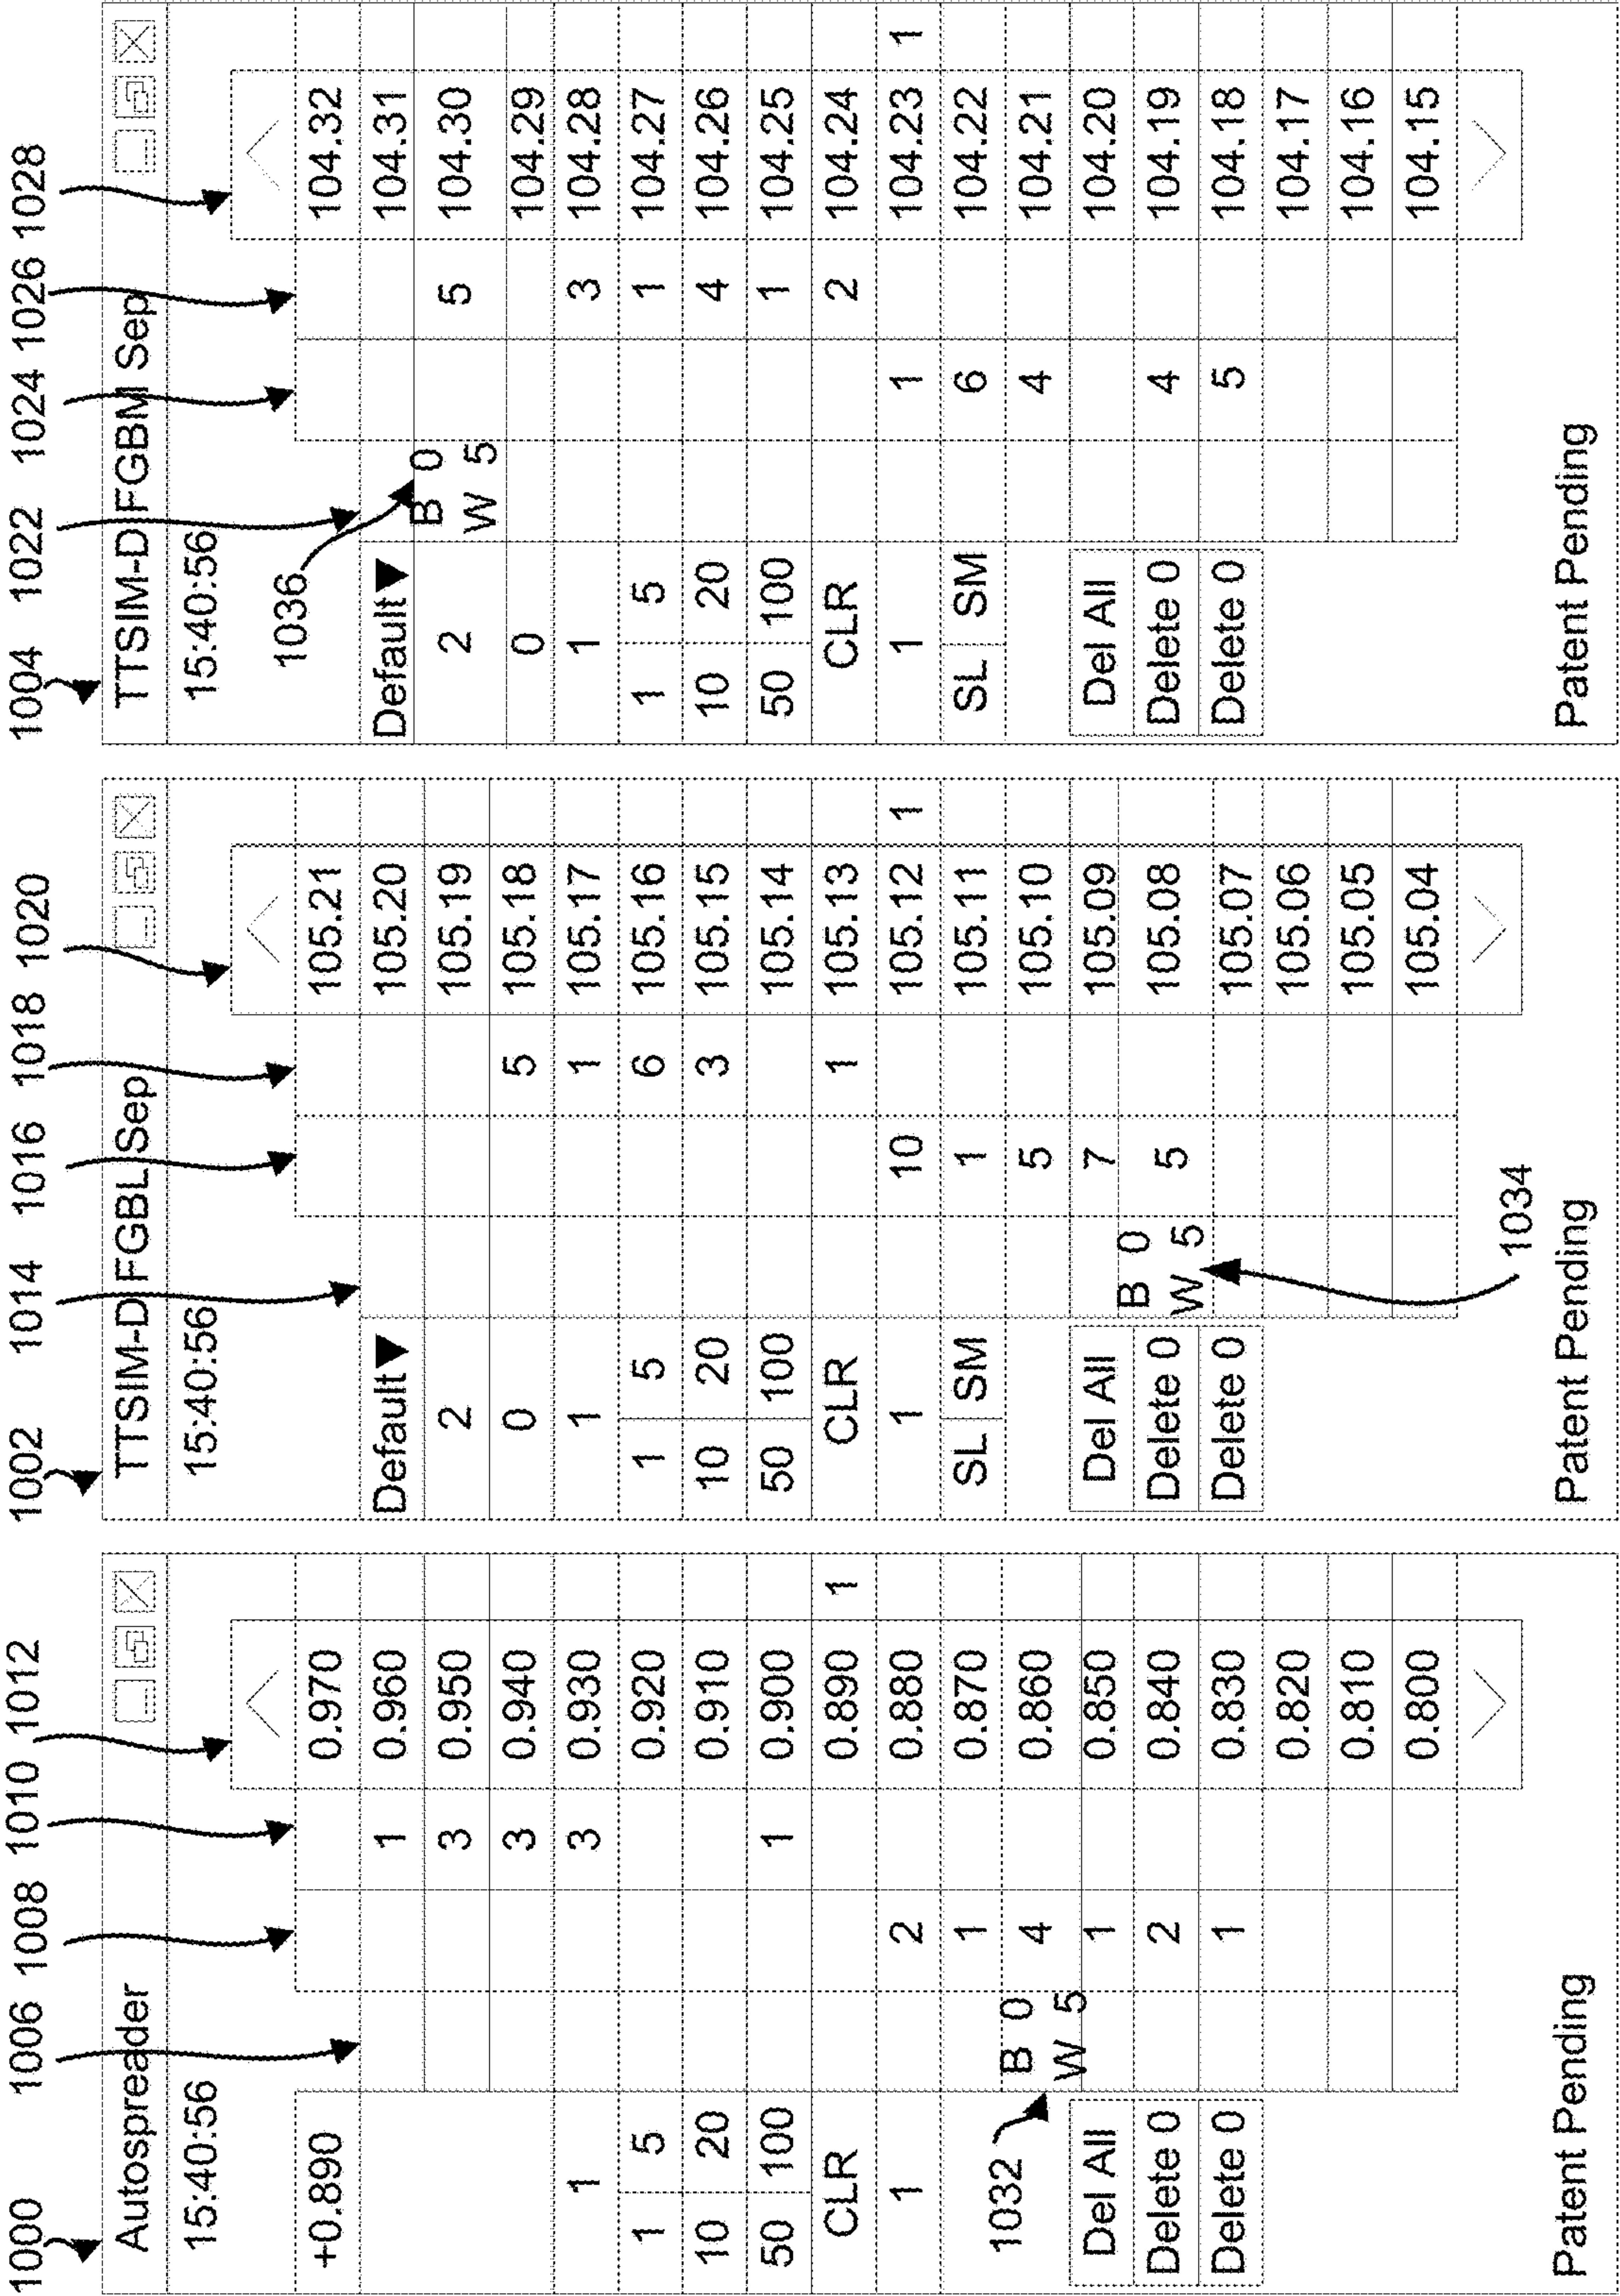 1000 1006 1008 1010 1012
Autospreader
15:40:56
+0.890 0.970
1 0.960
3 0.950
3 0.940
1 3 0.930
1 5 0.920
10 20 0.910
50 100 1 0.900
CLR 0.890 1
1 2 0.880
1 0.870
1032 B 0 4 0.860
W 5
Del All 1 0.850
Delete 0 2 0.840
Delete 0 1 0.830
0.820
0.810
0.800
Patent Pending
1002 1014 1016 1018 1020
TTSIM-D FGBL Sep
15:40:56
105.21
Default▼ 105.20
2 105.19
0 5 105.18
1 1 105.17
1 5 6 105.16
10 20 3 105.15
50 100 105.14
CLR 1 105.13
1 10 105.12 1
SL SM 1 105.11
5 105.10
Del All 7 105.09
Delete 0 B 0 5 105.08
W 5
Delete 0 105.07
105.06
105.05
105.04
1034
Patent Pending
1004 1022 1024 1026 1028
TTSIM-D FGBM Sep
15:40:56
1036 104.32
Default▼ 104.31
2 B 0 5 104.30
W 5
0 104.29
1 3 104.28
1 5 1 104.27
10 20 4 104.26
50 100 1 104.25
CLR 2 104.24
1 1 104.23 1
SL SM 6 104.22
4 104.21
Del All 104.20
Delete 0 4 104.19
Delete 0 5 104.18
104.17
104.16
104.15
Patent Pending